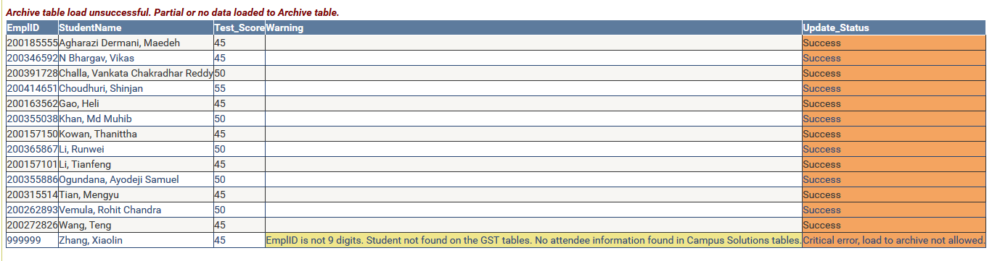 Archive table load unsuccessful. Partial or no data loaded to Archive table.
EmplID StudentName Test_Score Warning Update_Status
200185555 Agharazi Dermani, Maedeh 45 Success
200346592 N Bhargav, Vikas 45 Success
200391728 Challa, Vankata Chakradhar Reddy 50 Success
200414651 Choudhuri, Shinjan 55 Success
200163562 Gao, Heli 45 Success
200355038 Khan, Md Muhib 50 Success
200157150 Kowan, Thanittha 45 Success
200365867 Li, Runwei 50 Success
200157101 Li, Tianfeng 45 Success
200355886 Ogundana, Ayodeji Samuel 50 Success
200315514 Tian, Mengyu 45 Success
200262893 Vemula, Rohit Chandra 50 Success
200272826 Wang, Teng 45 Success
999999 Zhang, Xiaolin 45 EmplID is not 9 digits. Student not found on the GST tables. No attendee information found in Campus Solutions tables. Critical error, load to archive not allowed.